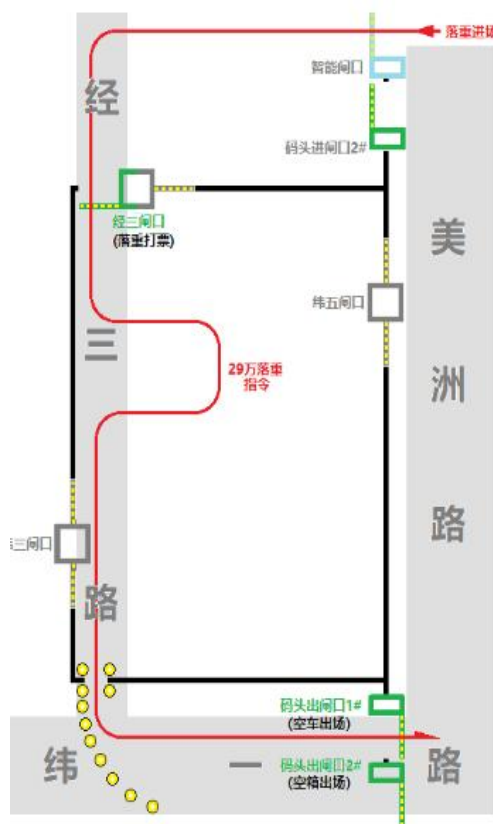 落重进场
智能闸口
经
码头进闸口2#
经三闸口
(落重打票)
美
纬五闸口
三
29万落重
指令
洲
路
三闸口
路
码头出闸口1#
(空车出场)
纬
一
码头出闸口2#
(空箱出场)
路